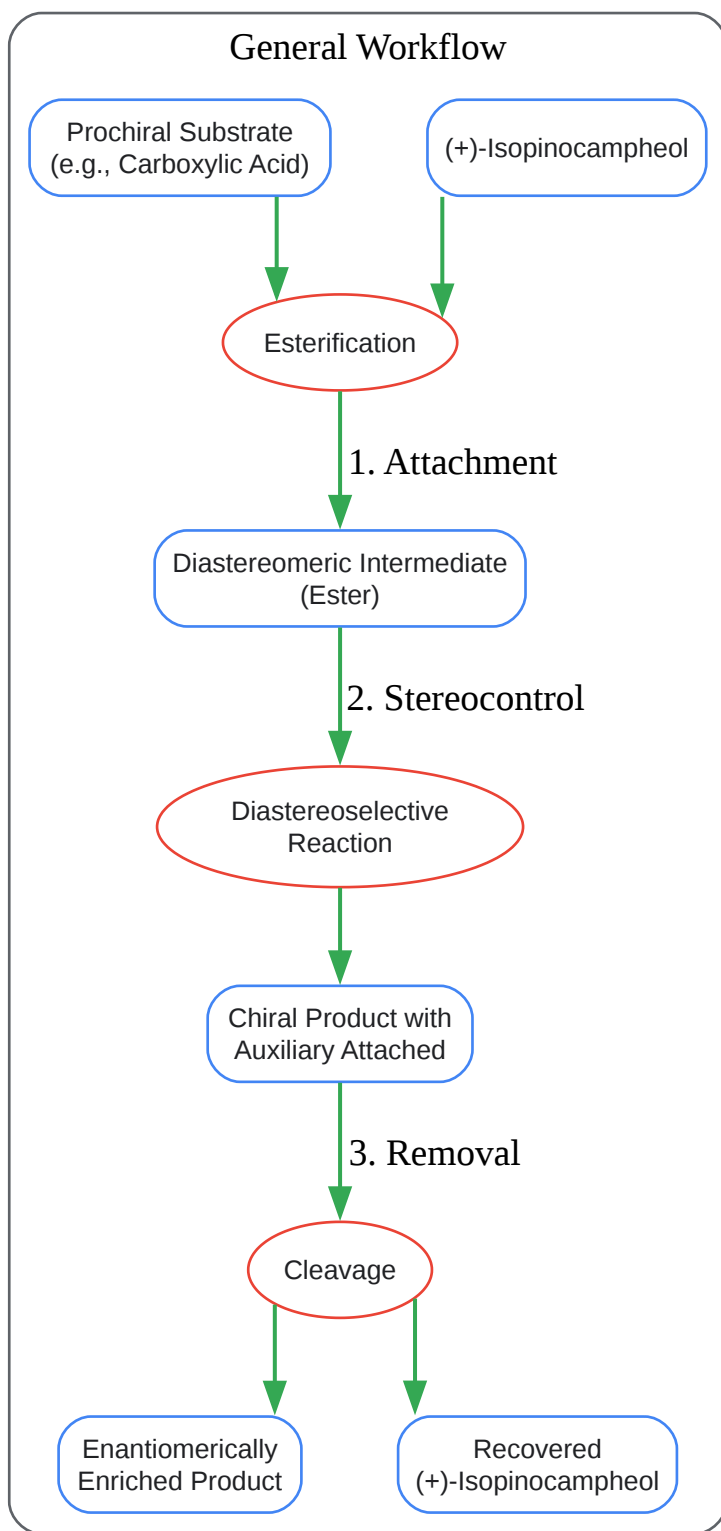 General Workflow
Prochiral Substrate
(e.g., Carboxylic Acid)
(+)-Isopinocampheol
Esterification
1. Attachment
Diastereomeric Intermediate
(Ester)
2. Stereocontrol
Diastereoselective
Reaction
Chiral Product with
Auxiliary Attached
3. Removal
Cleavage
Enantiomerically
Enriched Product
Recovered
(+)-Isopinocampheol